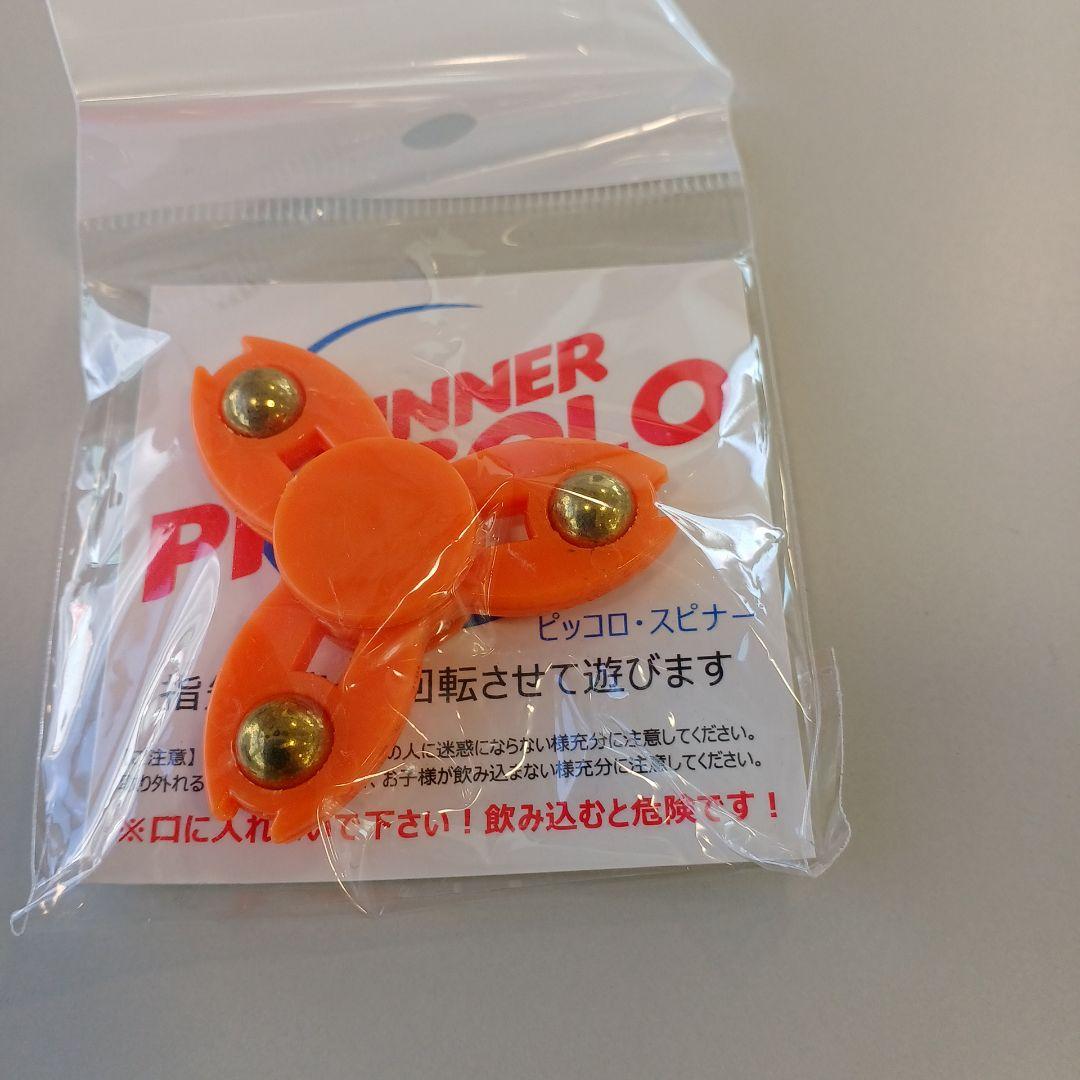 INNER
OLO
P
ピッコロ・スピナー
指 回転させて遊びます
注意】 の人に迷惑にならない様充分に注意してください。
取り外れる 、お子様が飲み込まない様充分に注意してください。
※口に入れ いで下さい！飲み込むと危険です！